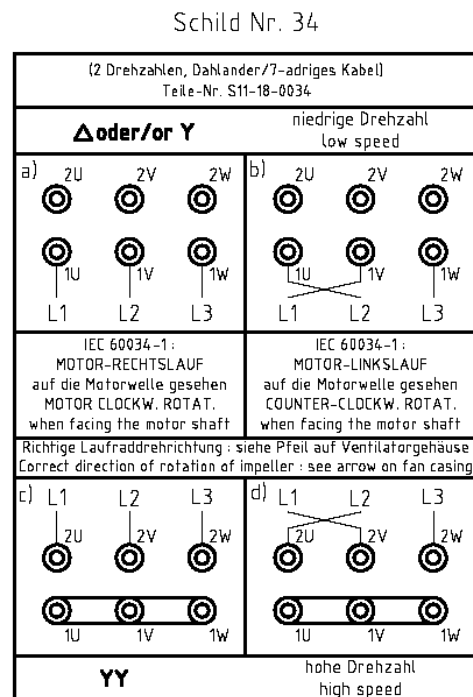 Schild Nr. 34
(2 Drehzahlen, Dahlander/7-adriges Kabel)
Teile-Nr. S11-18-0034
Δ oder/or Y
niedrige Drehzahl
low speed
a) 2U 2V 2W
1U 1V 1W
L1 L2 L3
b) 2U 2V 2W
1U 1V 1W
L1 L2 L3
IEC 60034-1 :
MOTOR-RECHTSLAUF
auf die Motorwelle gesehen
MOTOR CLOCKW. ROTAT.
when facing the motor shaft
IEC 60034-1 :
MOTOR-LINKSLAUF
auf die Motorwelle gesehen
COUNTER-CLOCKW. ROTAT.
when facing the motor shaft
Richtige Laufraddrehrichtung : siehe Pfeil auf Ventilatorgehäuse
Correct direction of rotation of impeller : see arrow on fan casing
c) L1 L2 L3
2U 2V 2W
1U 1V 1W
d) L1 L2 L3
2U 2V 2W
1U 1V 1W
YY
hohe Drehzahl
high speed